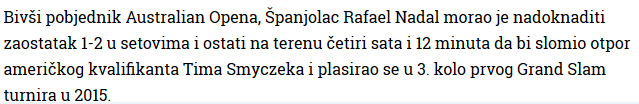 Bivši pobjednik Australian Opena, Španjolac Rafael Nadal morao je nadoknaditi
zaostatak 1-2 u setovima i ostati na terenu četiri sata i 12 minuta da bi slomio otpor
američkog kvalifikanta Tima Smyczeka i plasirao se u 3. kolo prvog Grand Slam
turnira u 2015.